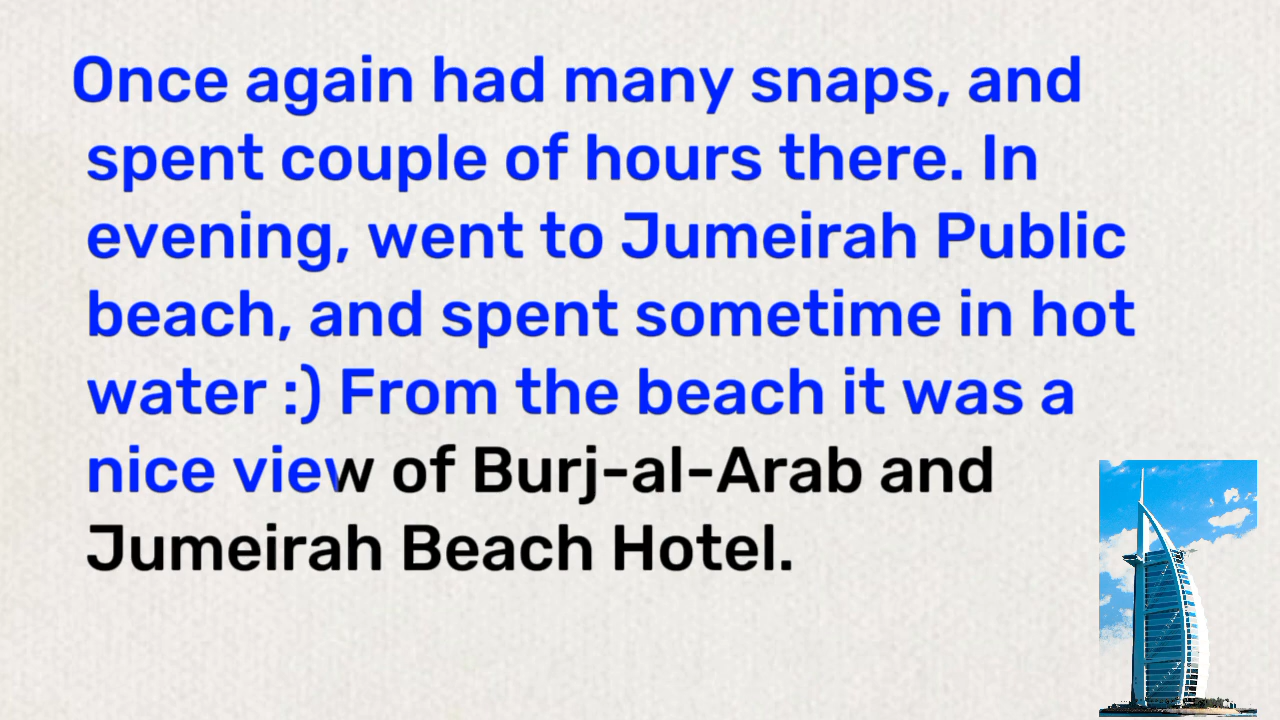 Once again had many snaps, and
spent couple of hours there. In
evening, went to Jumeirah Public
beach, and spent sometime in hot
water :) From the beach it was a
nice view of Burj-al-Arab and
Jumeirah Beach Hotel.